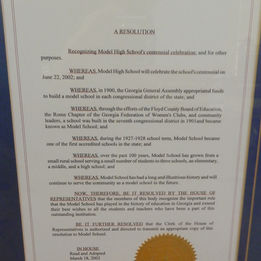 A RESOLUTION
Recognizing Model High School's centennial celebration; and for other
purposes.
WHEREAS, Model High School will celebrate the school's centennial on
June 22, 2002; and
WHEREAS, in 1900, the Georgia General Assembly appropriated funds
to build a model school in each congressional district of the state; and
WHEREAS, through the efforts of the Floyd County Board of Education,
the Rome Chapter of the Georgia Federation of Women's Clubs, and community
leaders, a school was built in the seventh congressional district in 1901 and became
known as Model School; and
WHEREAS, during the 1927-1928 school term, Model School became
one of the first accredited schools in the state; and
WHEREAS, over the past 100 years, Model School has grown from a
small rural school serving a small number of students to three schools, an elementary,
a middle, and a high school; and
WHEREAS, Model School has had a long and illustrious history and will
continue to serve the community as a model school in the future.
NOW, THEREFORE, BE IT RESOLVED BY THE HOUSE OF
REPRESENTATIVES that the members of this body recognize the important role
that the Model School has played in the history of education in Georgia and extend
their best wishes to all the students and teachers who have been a part of this
outstanding institution.
BE IT FURTHER RESOLVED that the Clerk of the House of
Representatives is authorized and directed to transmit an appropriate copy of this
resolution to Model School.
IN HOUSE
Read and Adopted
March 18, 2002